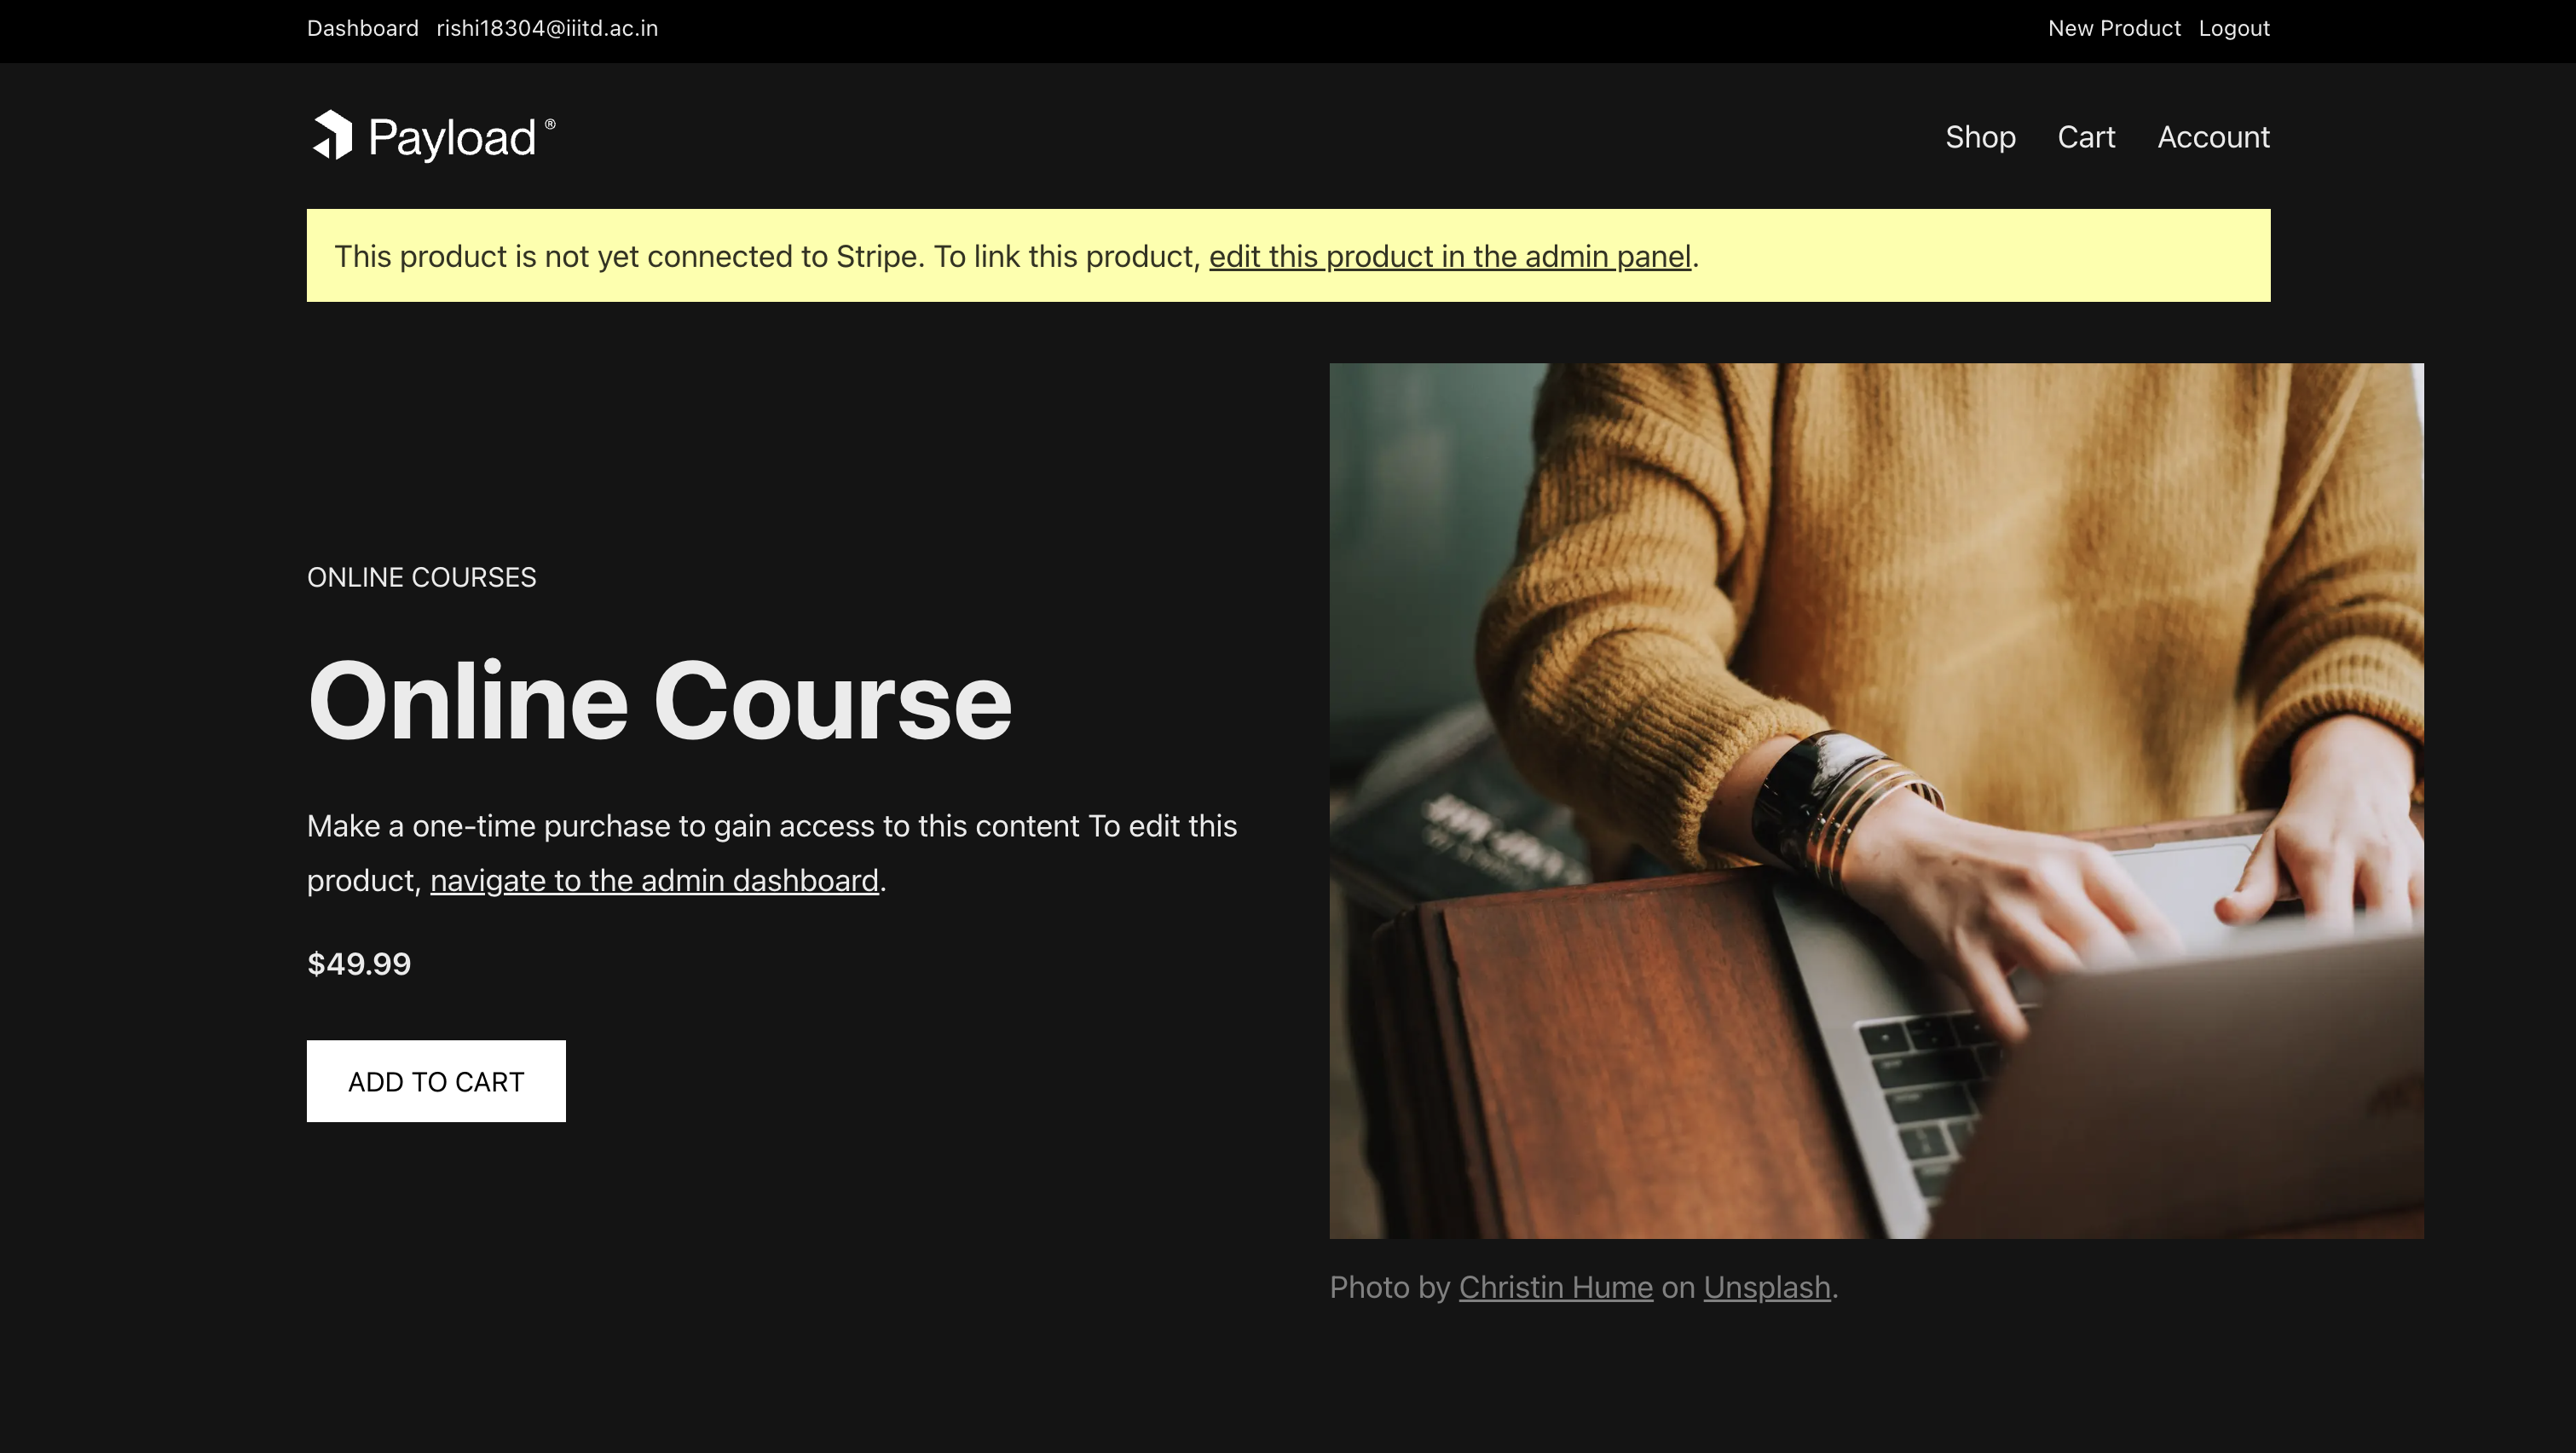 Dashboard rishi18304@iiitd.ac.in
New Product Logout
Payload ®
Shop Cart Account
This product is not yet connected to Stripe. To link this product, edit this product in the admin panel.
ONLINE COURSES
Online Course
Make a one-time purchase to gain access to this content To edit this
product, navigate to the admin dashboard.
$49.99
ADD TO CART
Photo by Christin Hume on Unsplash.